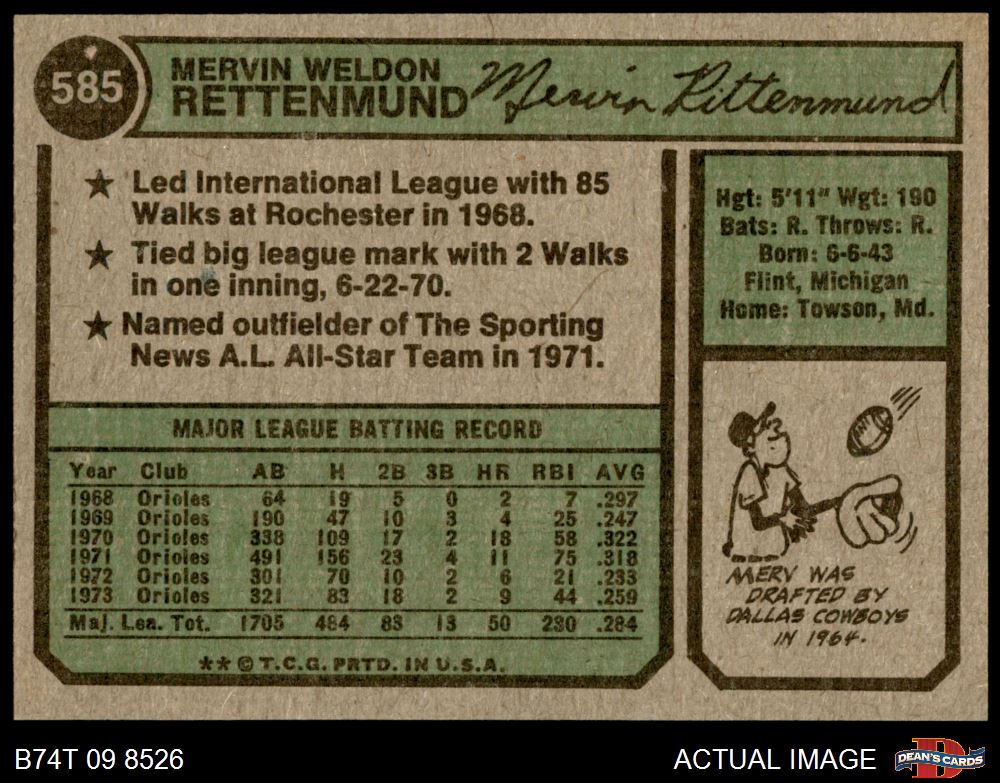 585
MERVIN WELDON
RETTENMUND
Mervin Rittenmund
★ Led International League with 85
Walks at Rochester in 1968.
★ Tied big league mark with 2 Walks
in one inning, 6-22-70.
★ Named outfielder of The Sporting
News A.L. All-Star Team in 1971.
Hgt: 5'11" Wgt: 190
Bats: R. Throws: R.
Born: 6-6-43
Flint, Michigan
Home: Towson, Md.
MAJOR LEAGUE BATTING RECORD
Year Club AB H 2B 3B HR RBI AVG
1968 Orioles 64 19 5 0 2 7 .297
1969 Orioles 190 47 10 3 4 25 .247
1970 Orioles 338 109 17 2 18 58 .322
1971 Orioles 491 156 23 4 11 75 .318
1972 Orioles 301 70 10 2 6 21 .233
1973 Orioles 321 83 18 2 9 44 .259
Maj. Lea. Tot. 1705 484 83 13 50 230 .284
**©T.C.G. PRTD. IN U.S.A.
MERV WAS
DRAFTED BY
DALLAS COWBOYS
IN 1964.
B74T 09 8526
ACTUAL IMAGE
DEAN'S CARDS